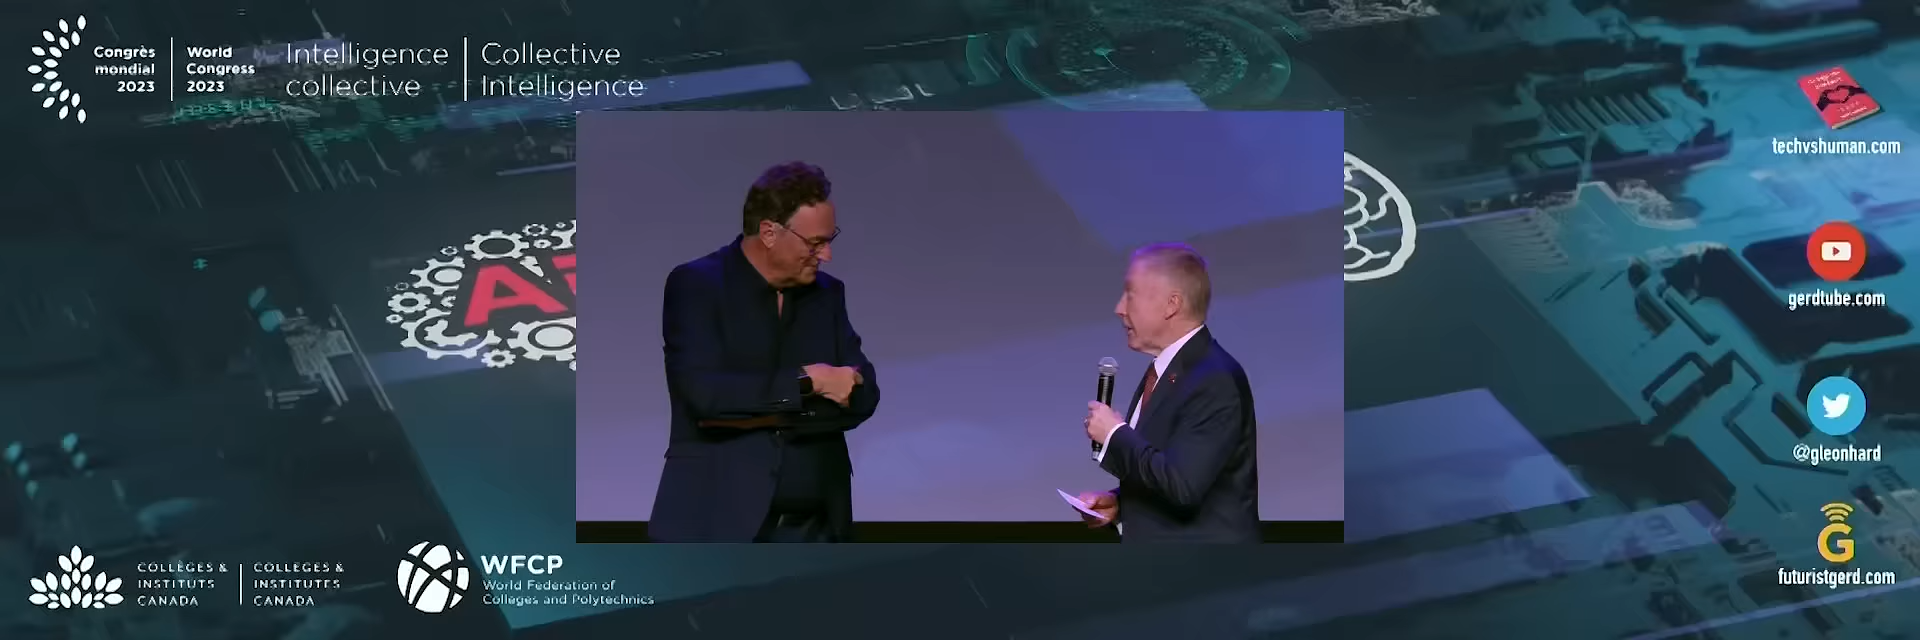 Congrès
mondial
2023
World
Congress
2023
Intelligence
collective
Collective
Intelligence
techvshuman.com
gerdtube.com
@gleonhard
G
futuristgerd.com
COLLÈGES &
INSTITUTS
CANADA
COLLEGES &
INSTITUTES
CANADA
WFCP
World Federation of
Colleges and Polytechnics